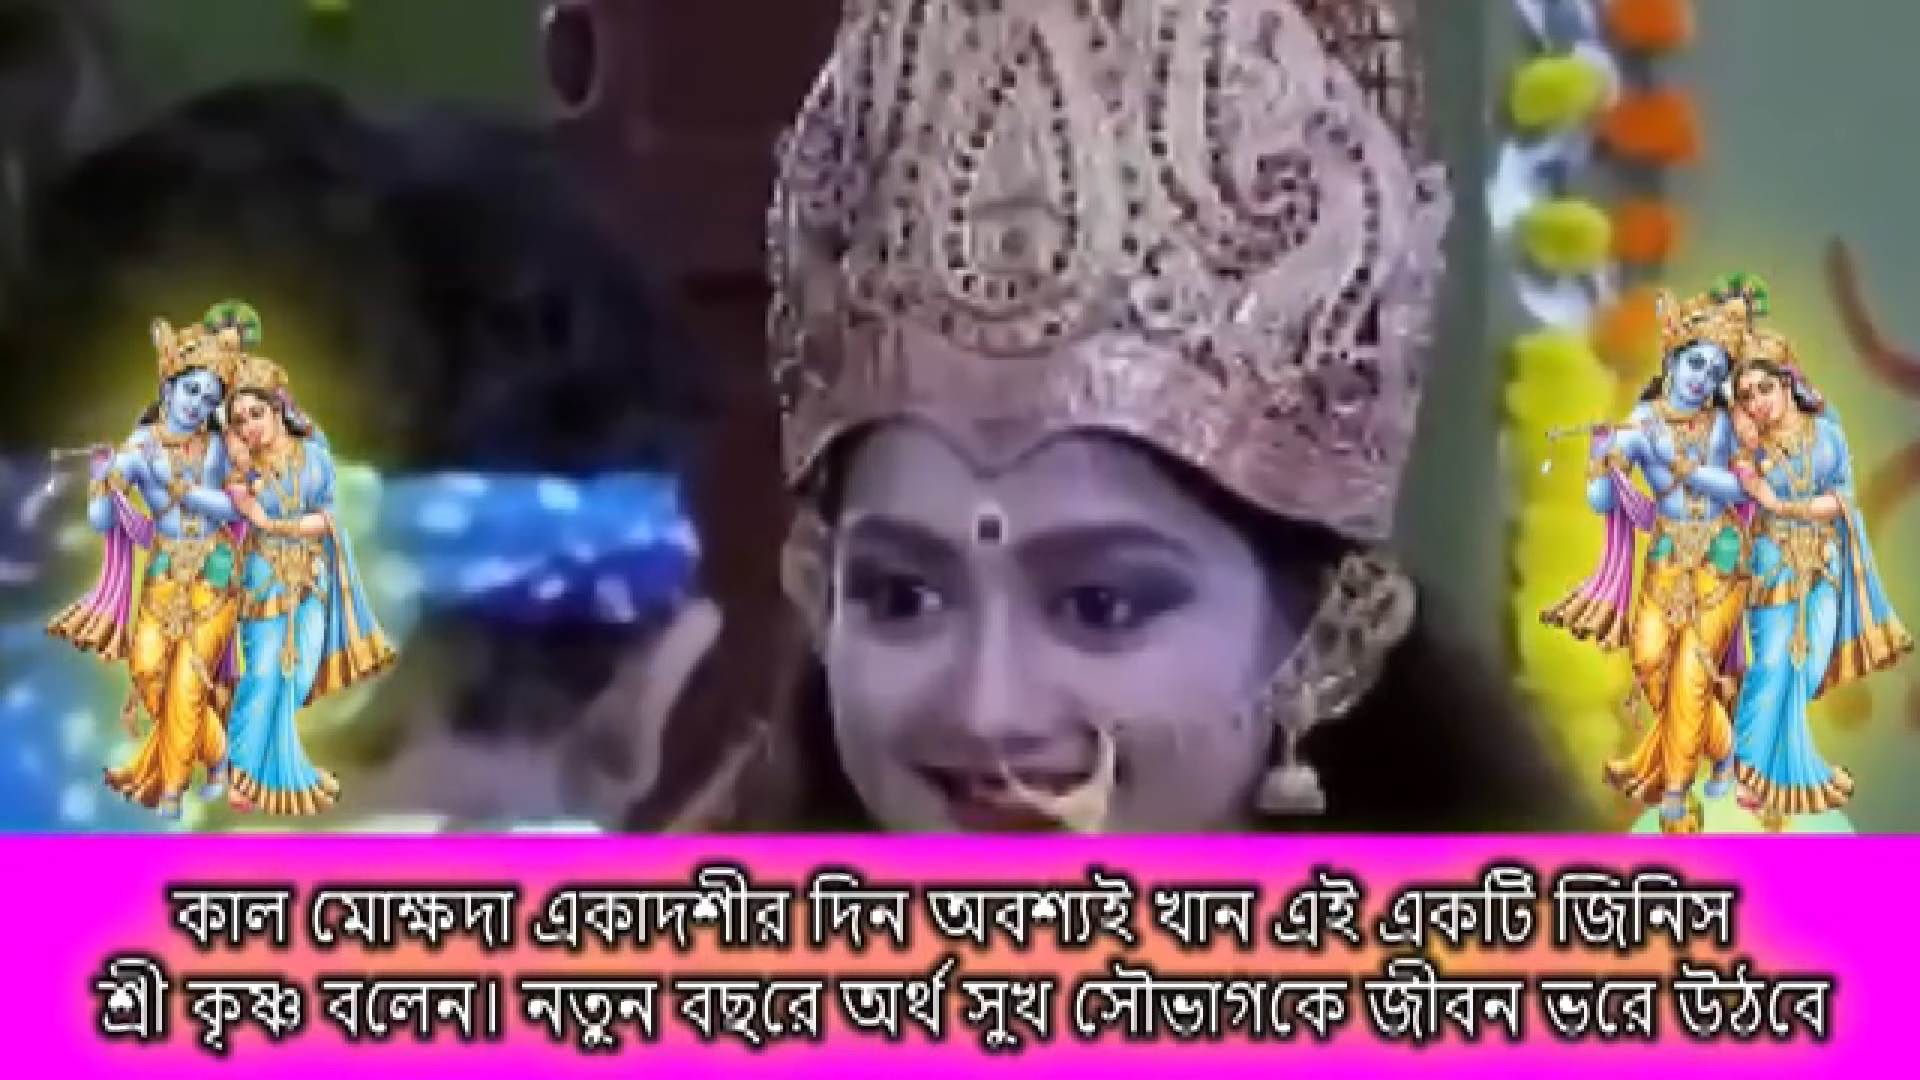 কাল মোক্ষদা একাদশীর দিন অবশ্যই খান এই একটি জিনিস
শ্রী কৃষ্ণ বলেন। নতুন বছরে অর্থ সুখ সৌভাগকে জীবন ভরে উঠবে